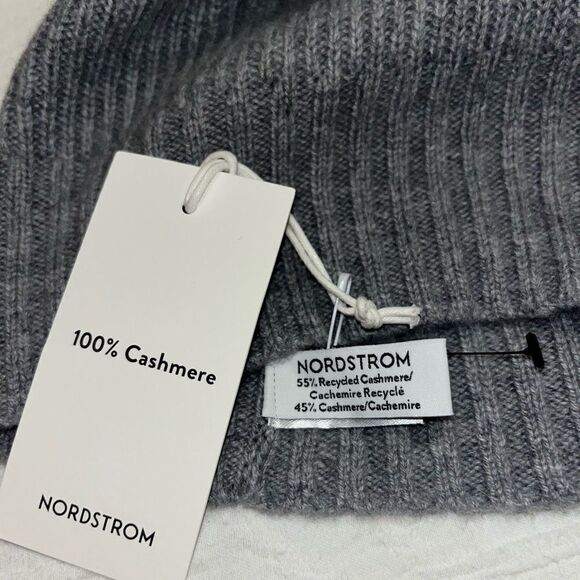 100% Cashmere
NORDSTROM
NORDSTROM
55% Recycled Cashmere/
Cachemire Recyclé
45% Cashmere/Cachemire